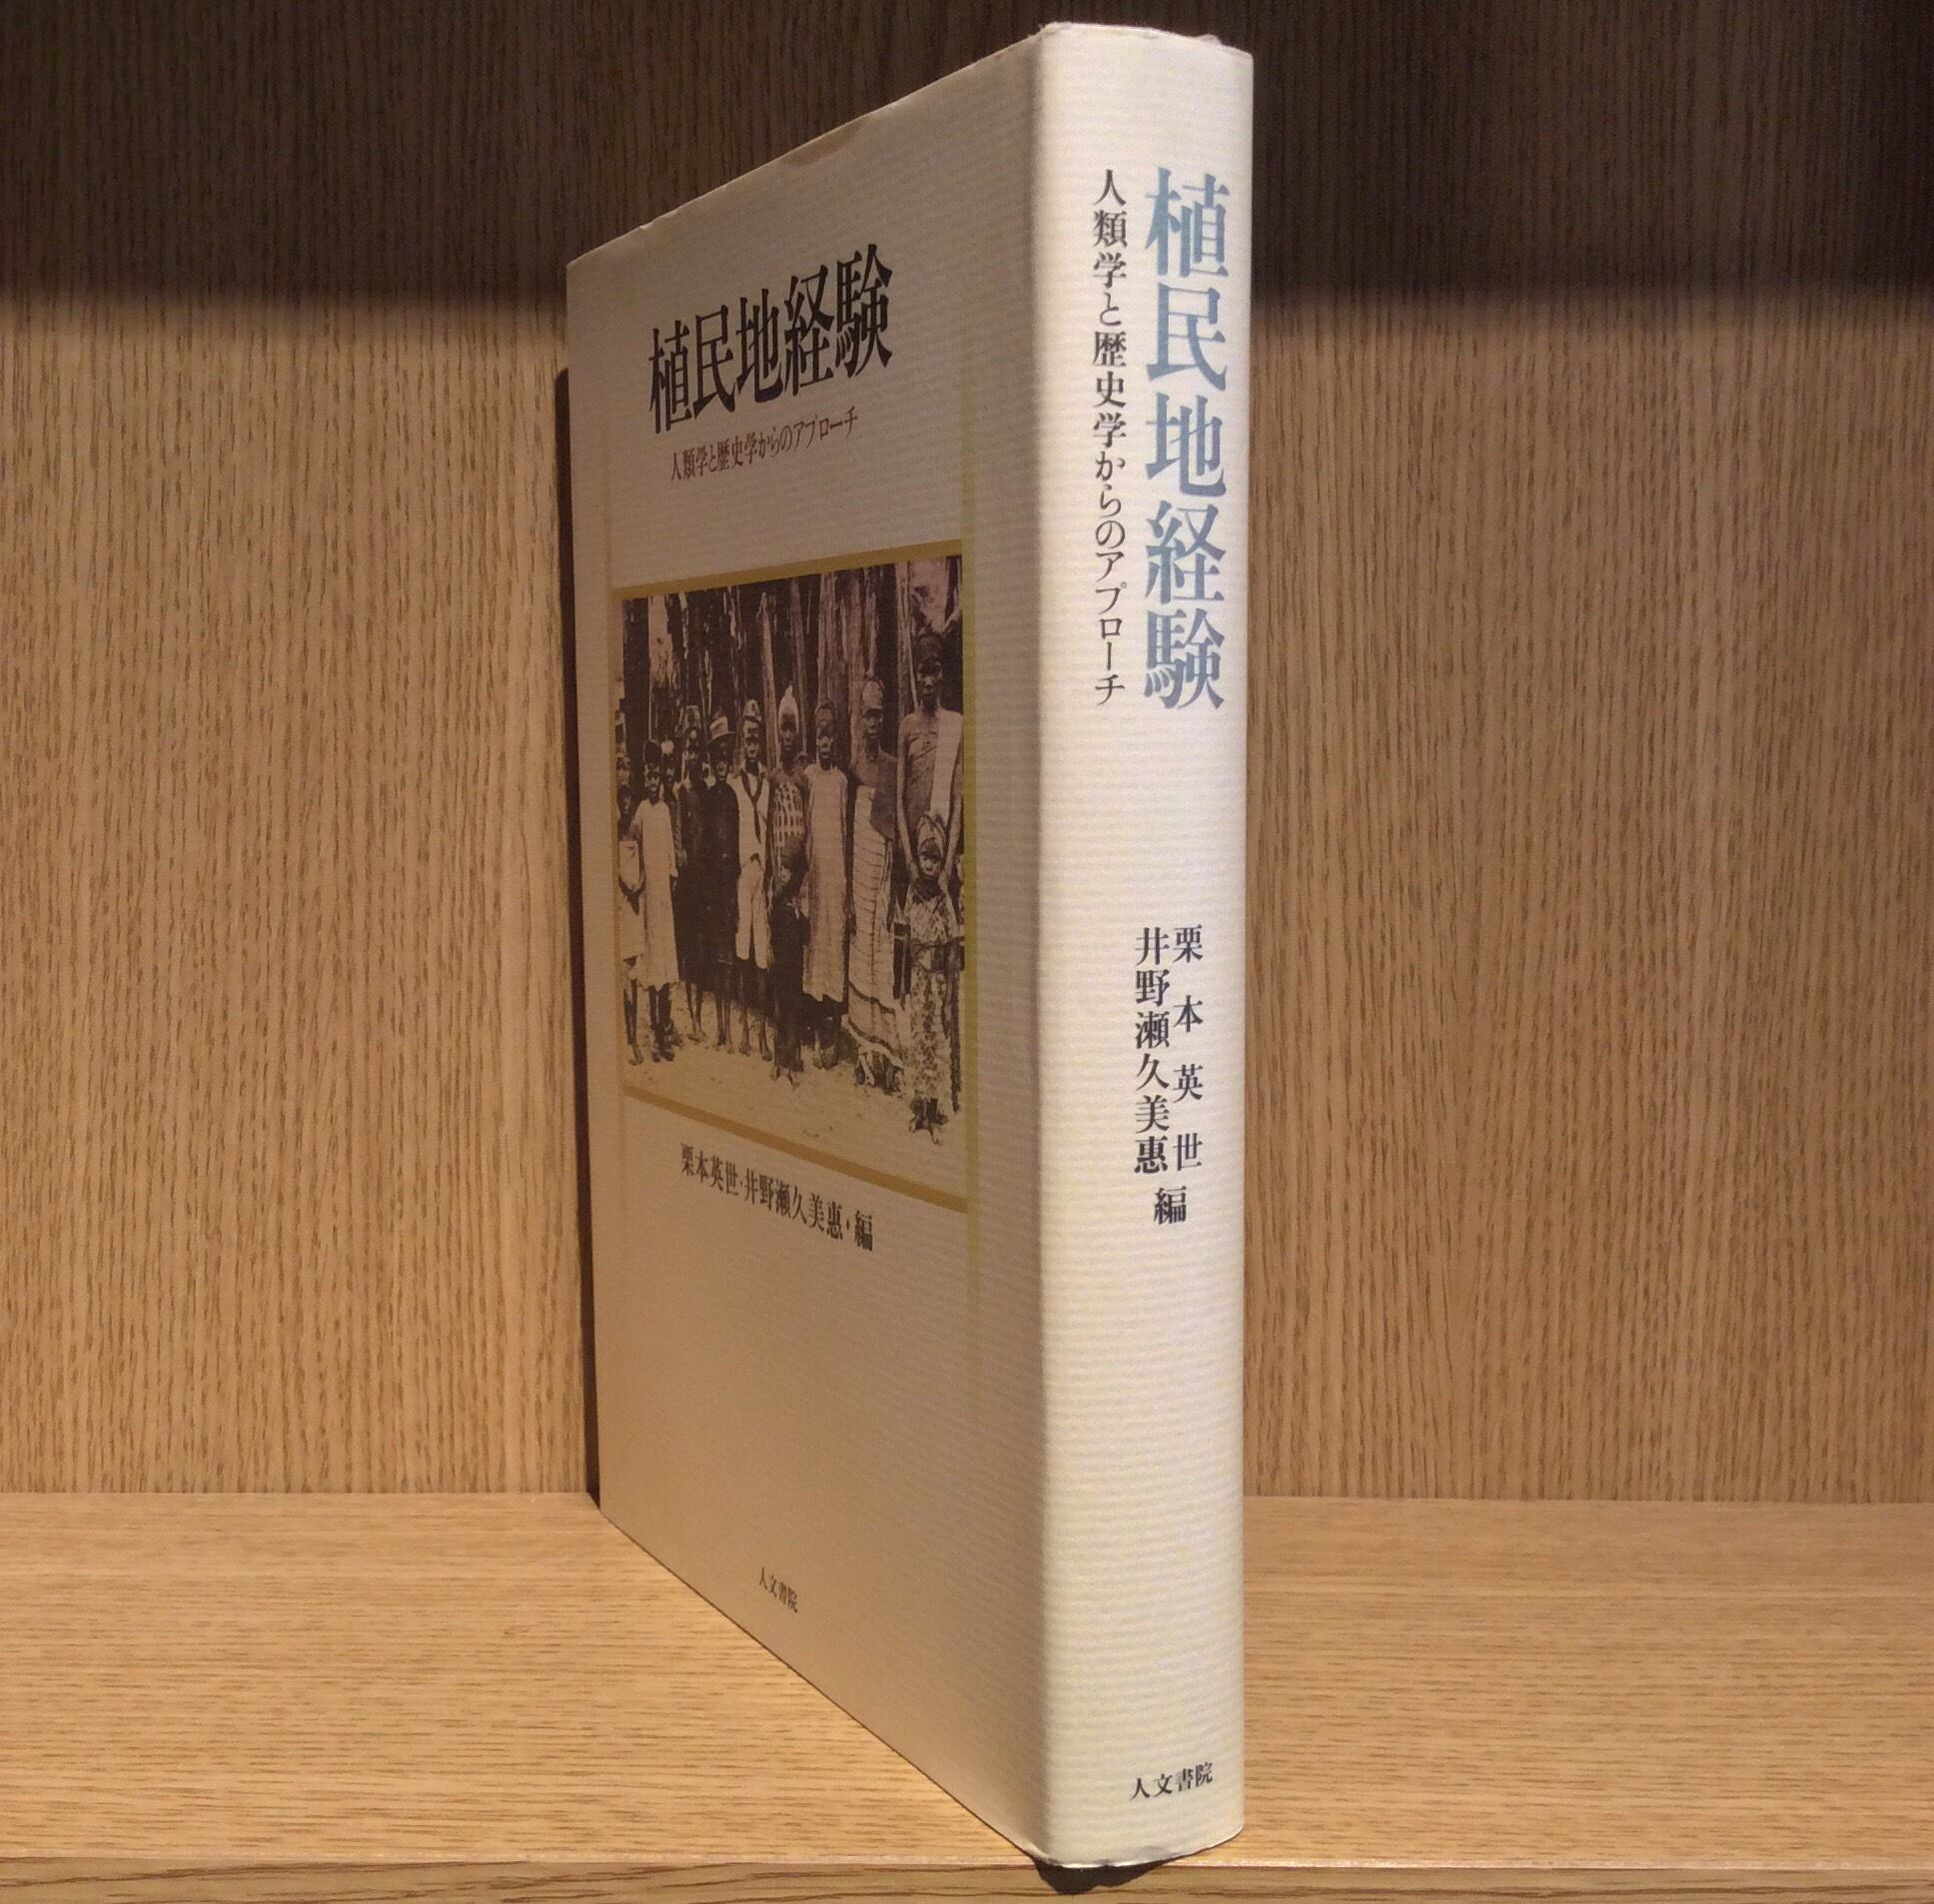 植民地経験
人類学と歴史学からのアプローチ
栗本英世・井野瀬久美惠・編
人文書院
植民地経験
人類学と歴史学からのアプローチ
栗本英世
井野瀬久美惠
編
人文書院